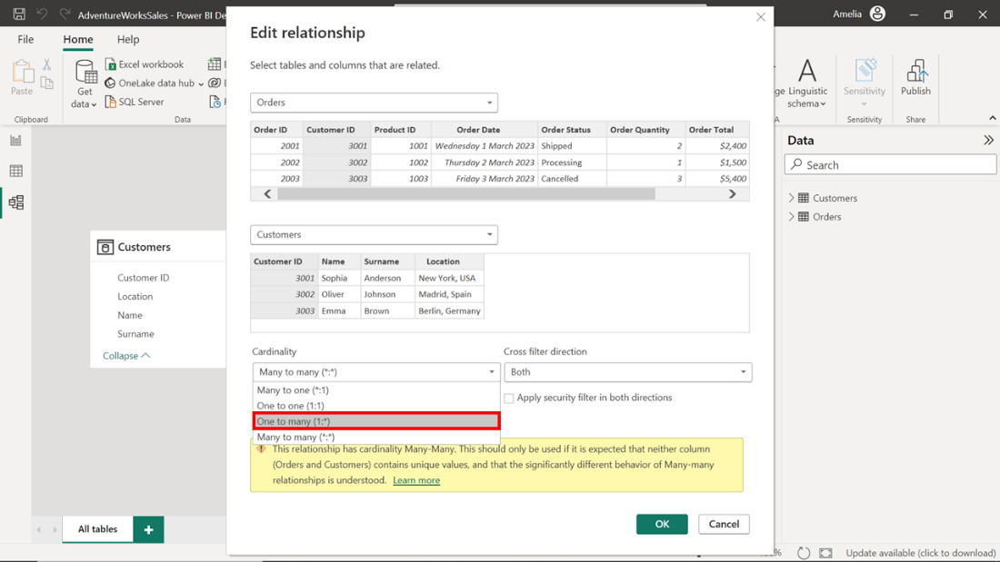 AdventureWorksSales - Power BI De
Amelia
File Home Help
Paste
Clipboard
Get
data
Excel workbook
OneLake data hub
SQL Server
Data
Linguistic
schema
Sensitivity
Sensitivity
Publish
Share
Customers
Customer ID
Location
Name
Surname
Collapse
All tables
Edit relationship
Select tables and columns that are related.
Orders
Order ID Customer ID Product ID Order Date Order Status Order Quantity Order Total
2001 3001 1001 Wednesday 1 March 2023 Shipped 2 $2,400
2002 3002 1002 Thursday 2 March 2023 Processing 1 $1,500
2003 3003 1003 Friday 3 March 2023 Cancelled 3 $5,400
Customers
Customer ID Name Surname Location
3001 Sophia Anderson New York, USA
3002 Oliver Johnson Madrid, Spain
3003 Emma Brown Berlin, Germany
Cardinality
Many to many (*:*)
Many to one (*:1)
One to one (1:1)
One to many (1:*)
Many to many (*:*)
Cross filter direction
Both
Apply security filter in both directions
This relationship has cardinality Many-Many. This should only be used if it is expected that neither column
(Orders and Customers) contains unique values, and that the significantly different behavior of Many-many
relationships is understood. Learn more
OK Cancel
Data
Search
Customers
Orders
Update available (click to download)